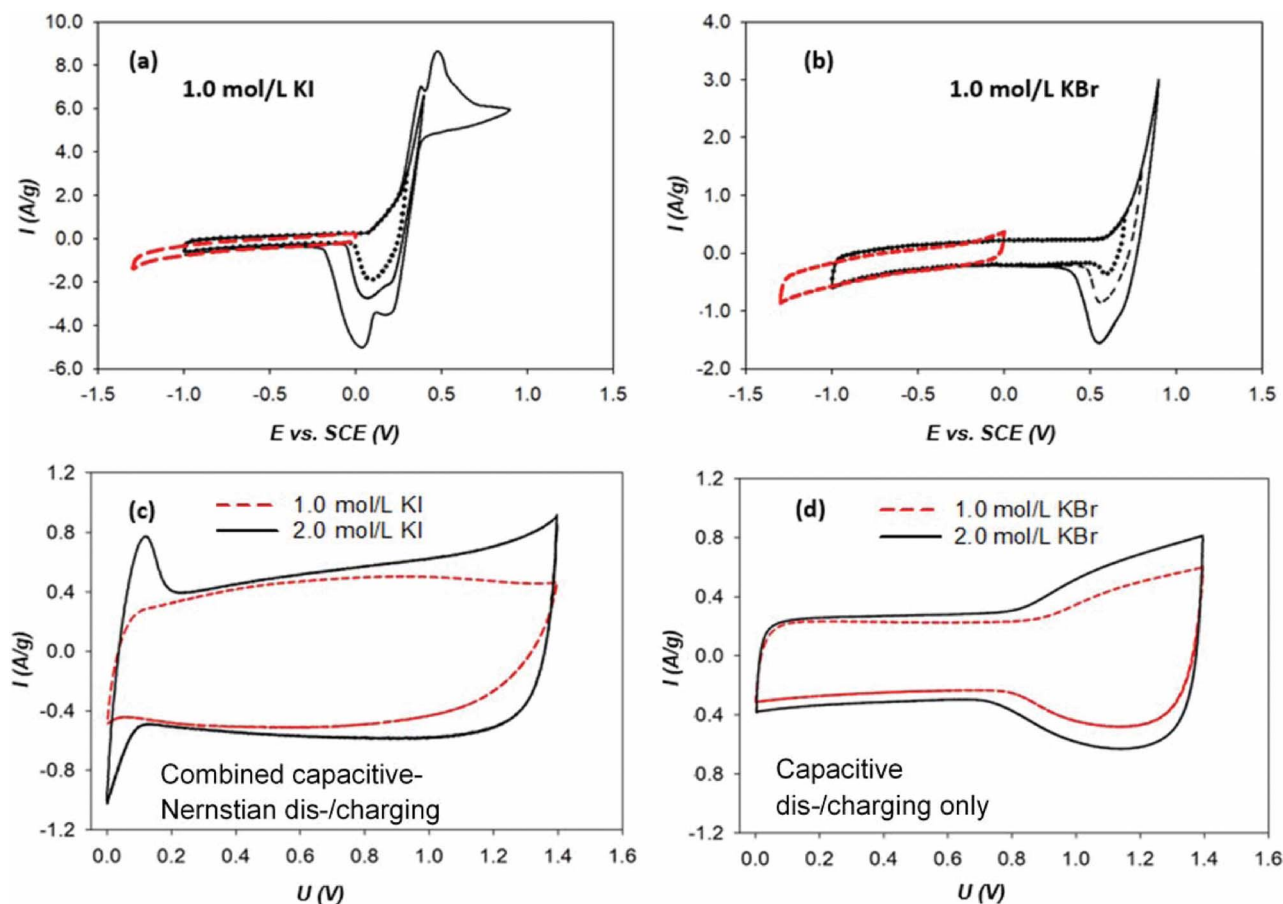 (a)
1.0 mol/L KI
10.0
8.0
6.0
4.0
2.0
0.0
-2.0
-4.0
-6.0
I (A/g)
-1.5 -1.0 -0.5 0.0 0.5 1.0 1.5
E vs. SCE (V)
(b)
1.0 mol/L KBr
4.0
3.0
2.0
1.0
0.0
-1.0
-2.0
I (A/g)
-1.5 -1.0 -0.5 0.0 0.5 1.0 1.5
E vs. SCE (V)
(c)
1.0 mol/L KI
2.0 mol/L KI
1.2
0.8
0.4
0.0
-0.4
-0.8
-1.2
I (A/g)
Combined capacitive-
Nernstian dis-/charging
0.0 0.2 0.4 0.6 0.8 1.0 1.2 1.4 1.6
U (V)
(d)
1.0 mol/L KBr
2.0 mol/L KBr
1.2
0.8
0.4
0.0
0.4
-0.8
-1.2
I (A/g)
Capacitive
dis-/charging only
0.0 0.2 0.4 0.6 0.8 1.0 1.2 1.4 1.6
U (V)